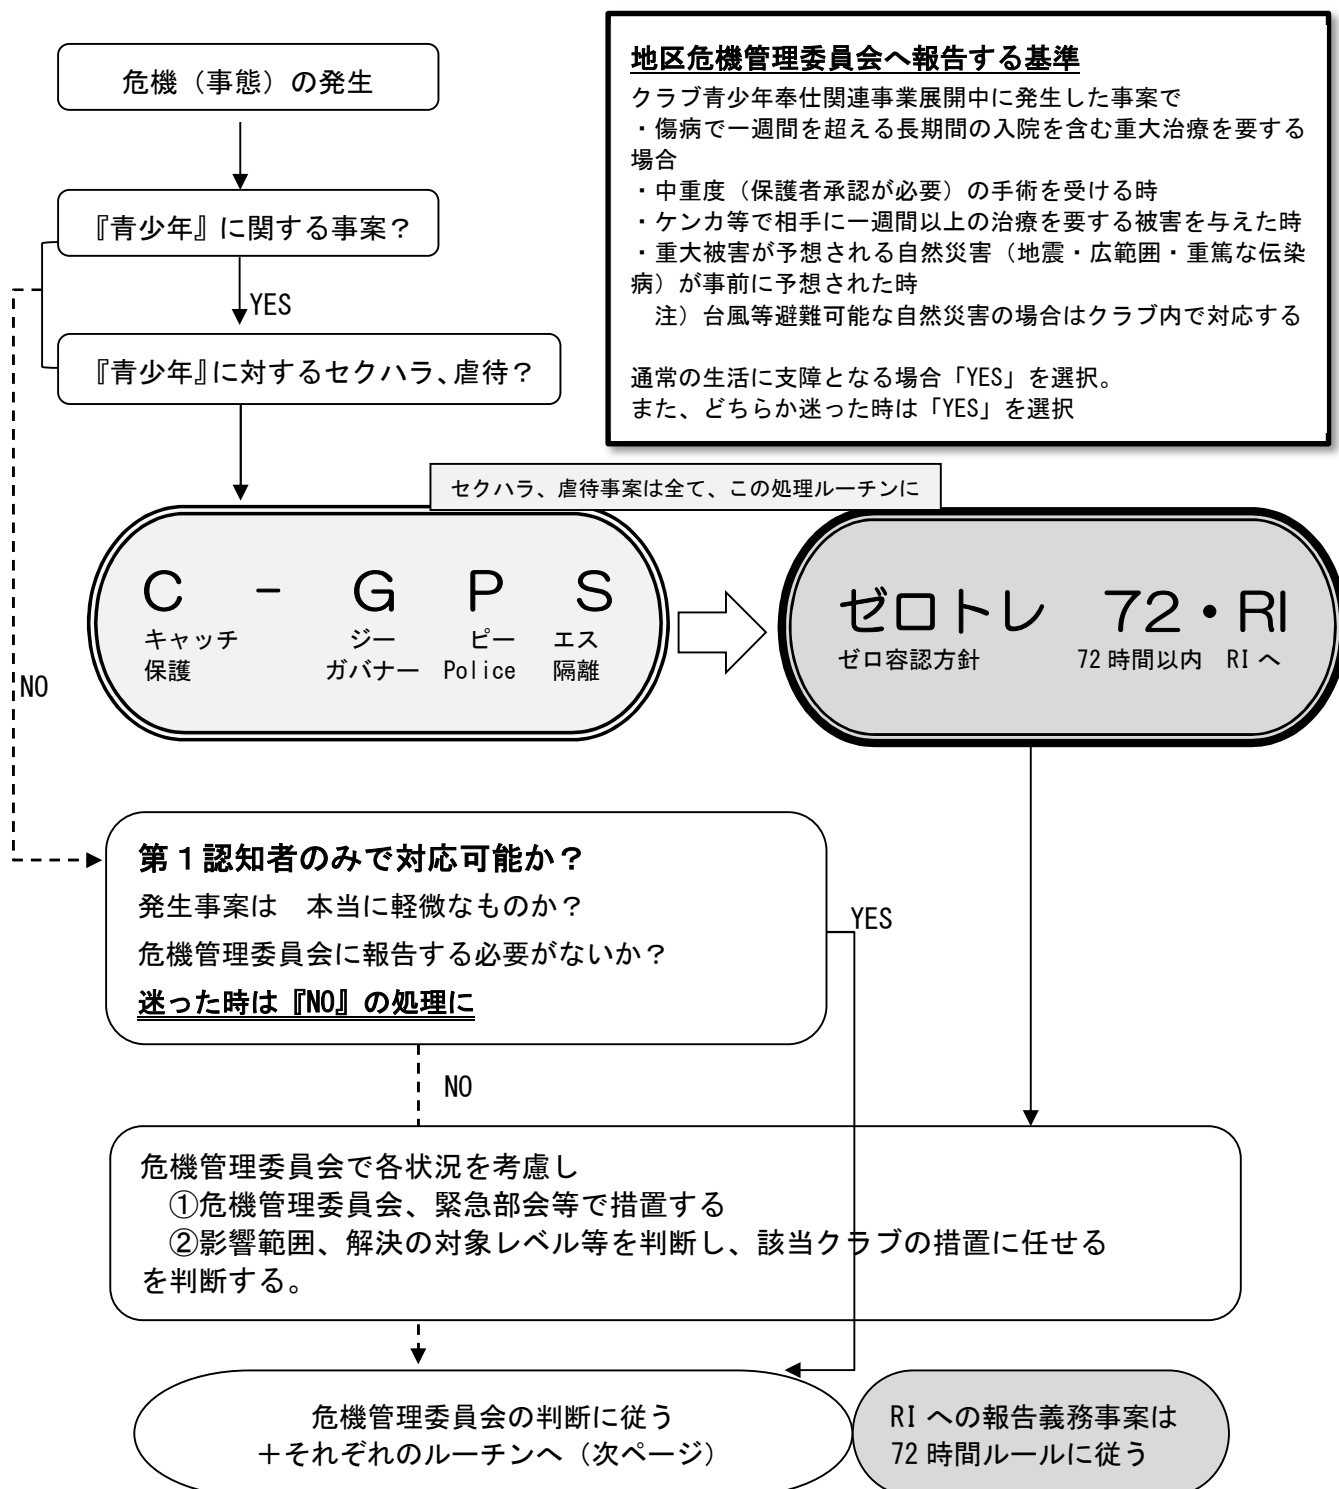 危機（事態）の発生
地区危機管理委員会へ報告する基準
クラブ青少年奉仕関連事業展開中に発生した事案で
・傷病で一週間を超える長期間の入院を含む重大治療を要する
場合
・中重度（保護者承認が必要）の手術を受ける時
・ケンカ等で相手に一週間以上の治療を要する被害を与えた時
・重大被害が予想される自然災害（地震・広範囲・重篤な伝染
病）が事前に予想された時
注）台風等避難可能な自然災害の場合はクラブ内で対応する
通常の生活に支障となる場合「YES」を選択。
また、どちらか迷った時は「YES」を選択
『青少年』に関する事案？
YES
『青少年』に対するセクハラ、虐待？
セクハラ、虐待事案は全て、この処理ルーチンに
C － G P S
キャッチ ジー ピー エス
保護 ガバナー Police 隔離
ゼロトレ 72・RI
ゼロ容認方針 72時間以内 RIへ
NO
第１認知者のみで対応可能か？
発生事案は 本当に軽微なものか？
危機管理委員会に報告する必要がないか？
迷った時は『NO』の処理に
YES
NO
危機管理委員会で各状況を考慮し
①危機管理委員会、緊急部会等で措置する
②影響範囲、解決の対象レベル等を判断し、該当クラブの措置に任せる
を判断する。
危機管理委員会の判断に従う
＋それぞれのルーチンへ（次ページ）
RIへの報告義務事案は
72時間ルールに従う